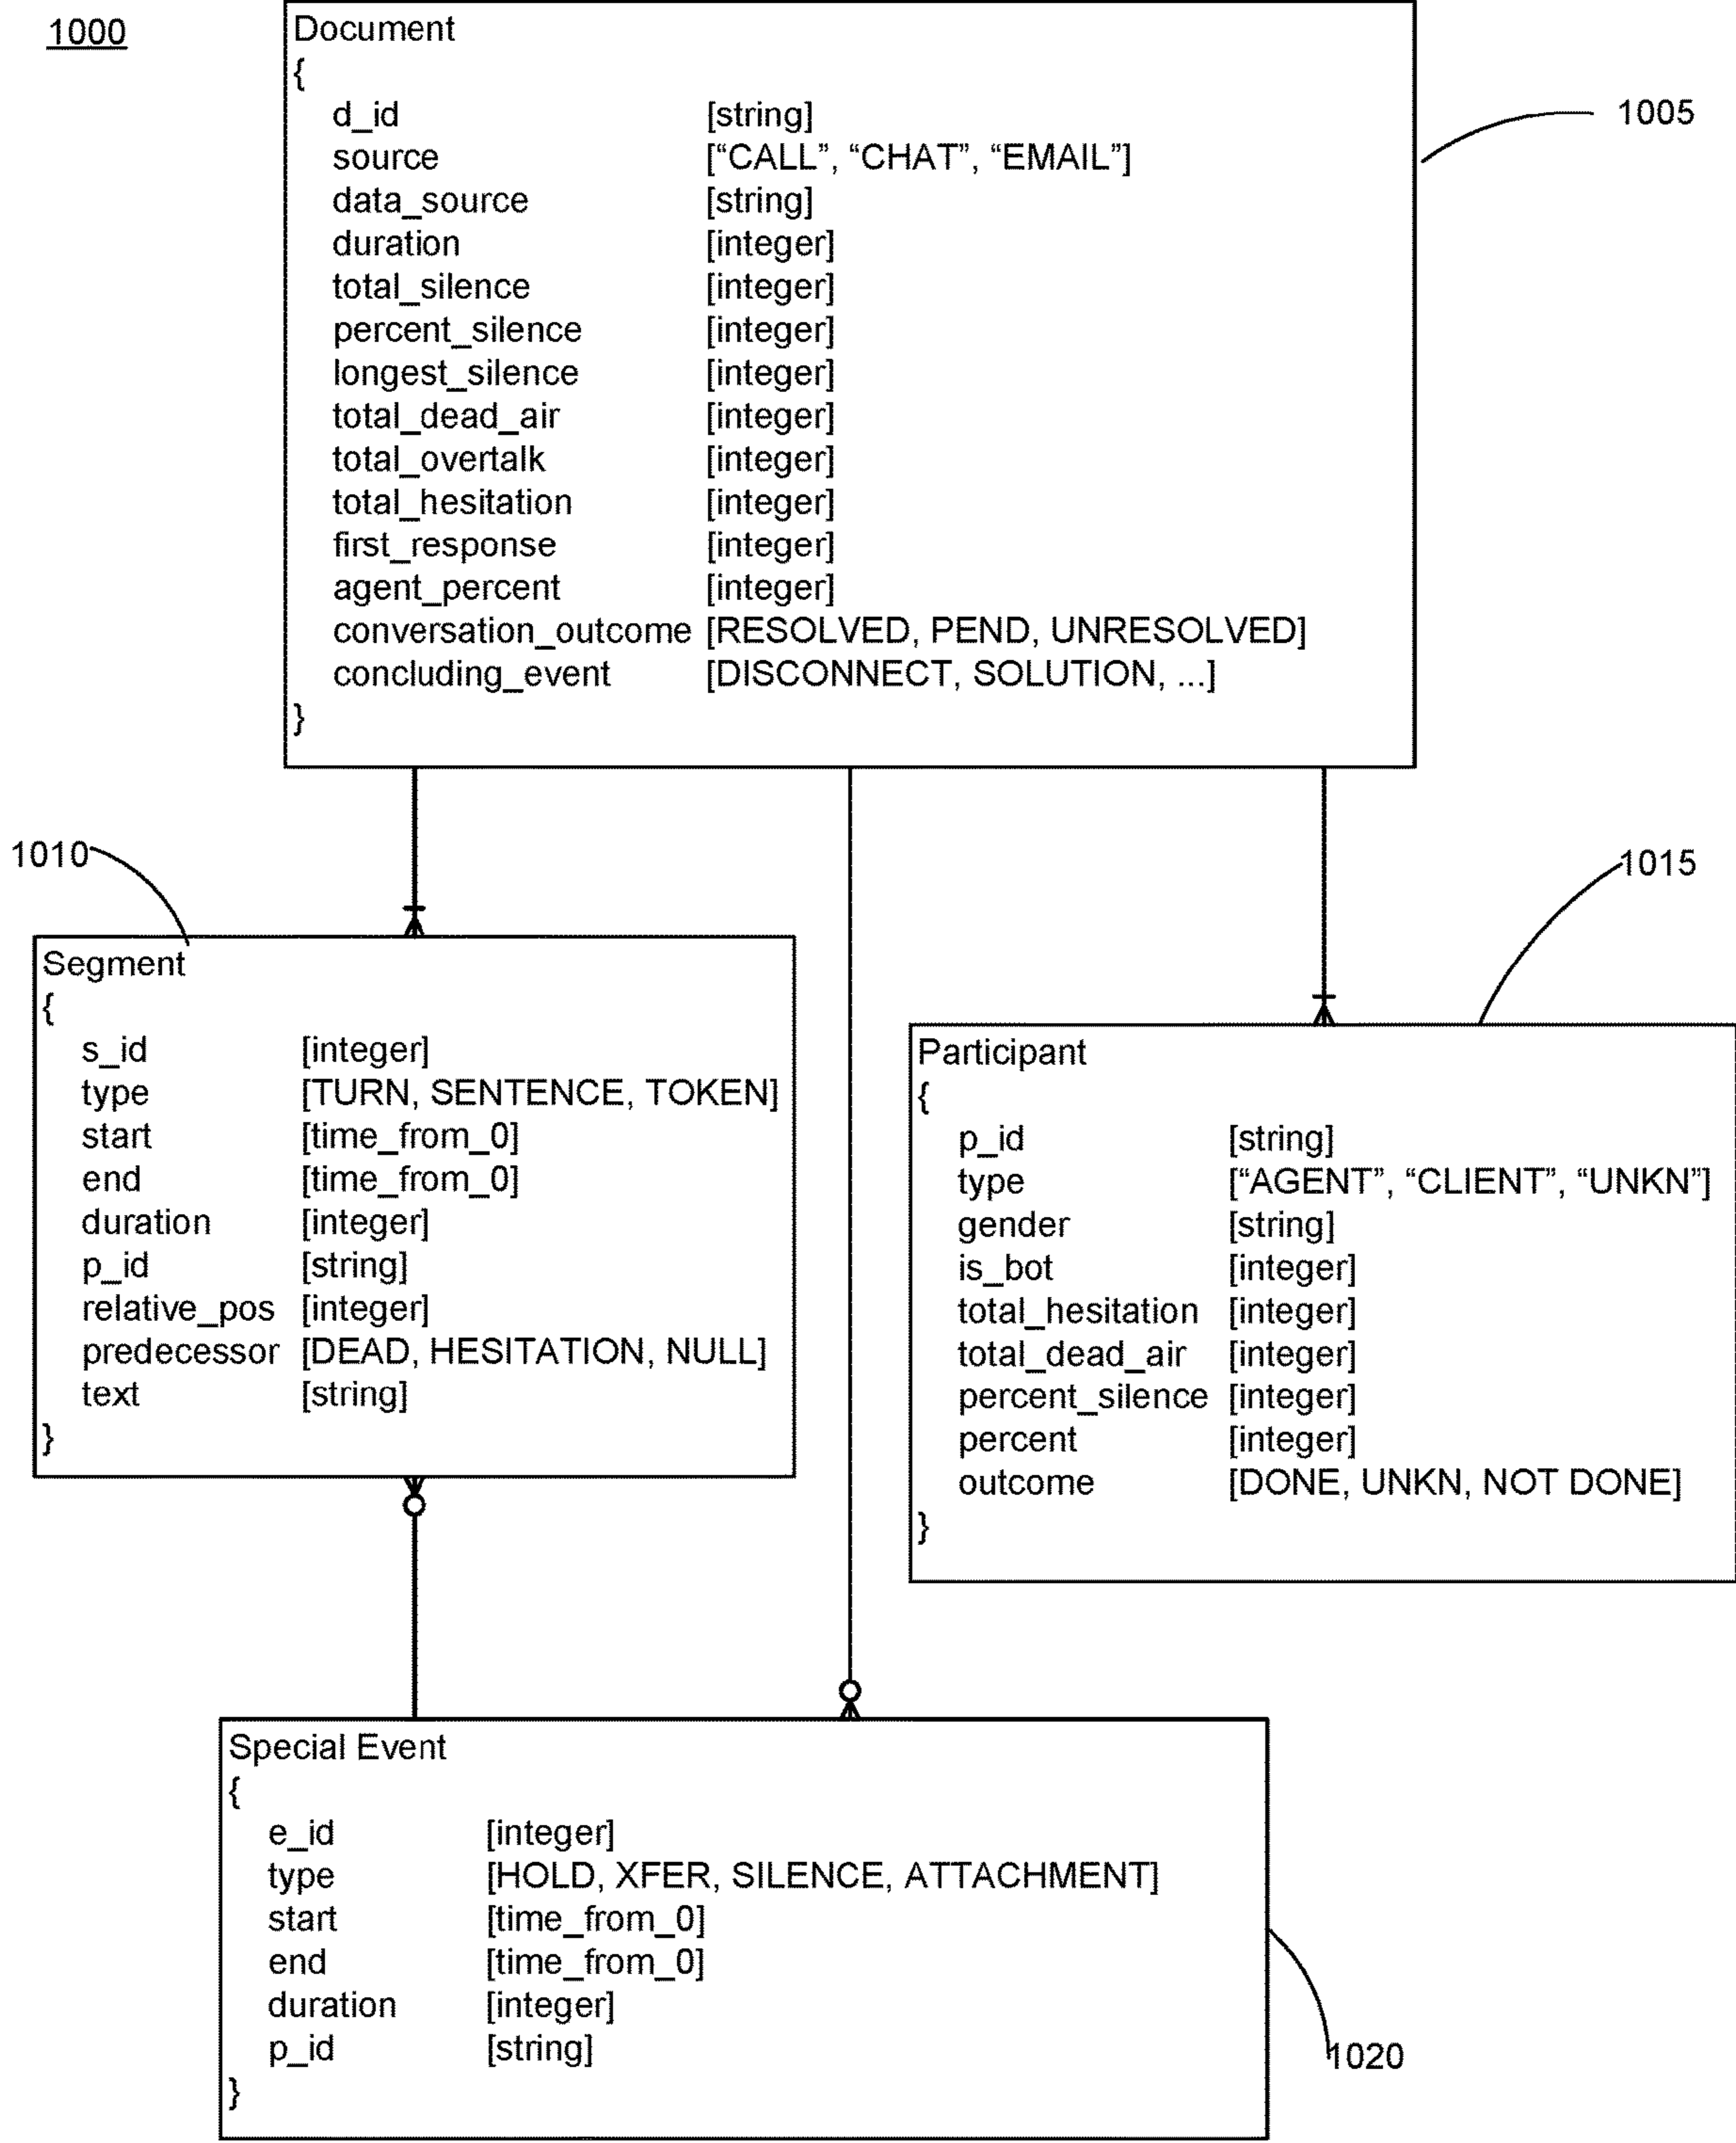 1000
Document
{
d_id [string]
source [“CALL”, “CHAT”, “EMAIL”]
data_source [string]
duration [integer]
total_silence [integer]
percent_silence [integer]
longest_silence [integer]
total_dead_air [integer]
total_overtalk [integer]
total_hesitation [integer]
first_response [integer]
agent_percent [integer]
conversation_outcome [RESOLVED, PEND, UNRESOLVED]
concluding_event [DISCONNECT, SOLUTION, ...]
}
1005
1010
Segment
{
s_id [integer]
type [TURN, SENTENCE, TOKEN]
start [time_from_0]
end [time_from_0]
duration [integer]
p_id [string]
relative_pos [integer]
predecessor [DEAD, HESITATION, NULL]
text [string]
}
1015
Participant
{
p_id [string]
type [“AGENT”, “CLIENT”, “UNKN”]
gender [string]
is_bot [integer]
total_hesitation [integer]
total_dead_air [integer]
percent_silence [integer]
percent [integer]
outcome [DONE, UNKN, NOT DONE]
}
Special Event
{
e_id [integer]
type [HOLD, XFER, SILENCE, ATTACHMENT]
start [time_from_0]
end [time_from_0]
duration [integer]
p_id [string]
}
1020